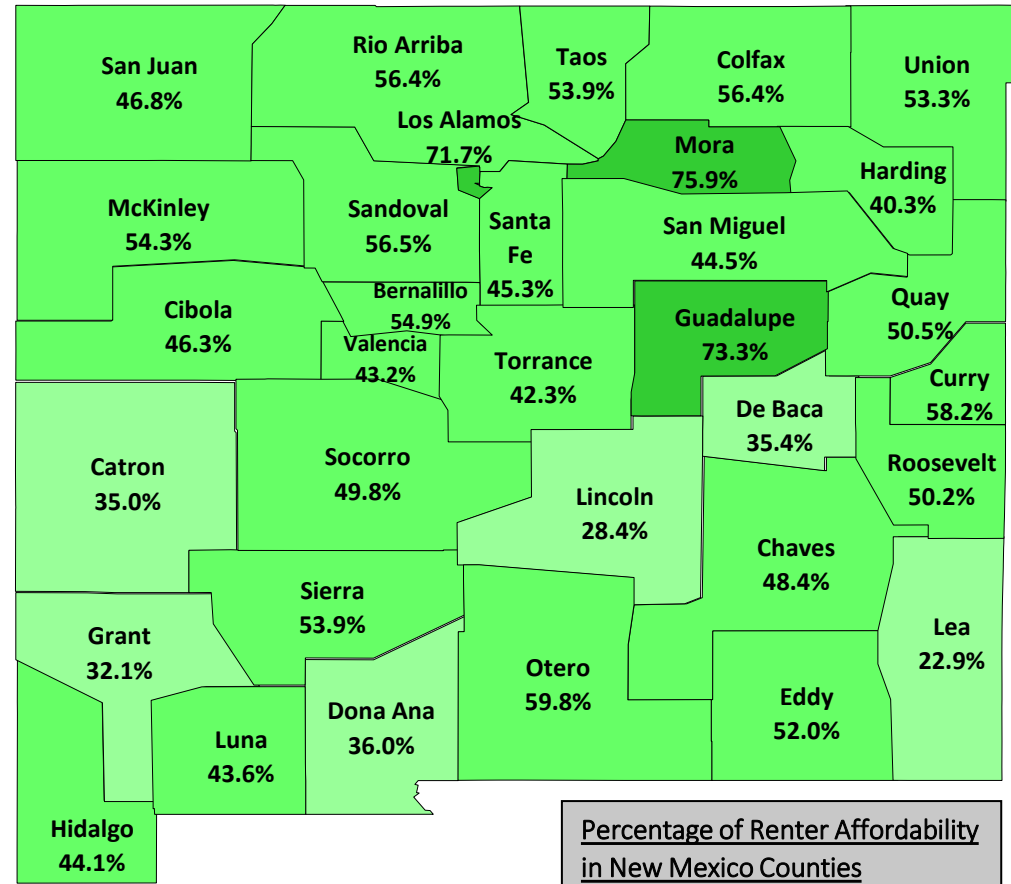 San Juan
46.8%
Rio Arriba
56.4%
Taos
53.9%
Colfax
56.4%
Union
53.3%
Los Alamos
71.7%
Mora
75.9%
Harding
40.3%
McKinley
54.3%
Sandoval
56.5%
Santa
Fe
45.3%
San Miguel
44.5%
Cibola
46.3%
Bernalillo
54.9%
Valencia
43.2%
Torrance
42.3%
Guadalupe
73.3%
Quay
50.5%
Curry
58.2%
De Baca
35.4%
Roosevelt
50.2%
Catron
35.0%
Socorro
49.8%
Lincoln
28.4%
Chaves
48.4%
Sierra
53.9%
Grant
32.1%
Lea
22.9%
Otero
59.8%
Eddy
52.0%
Dona Ana
36.0%
Luna
43.6%
Hidalgo
44.1%
Percentage of Renter Affordability
in New Mexico Counties